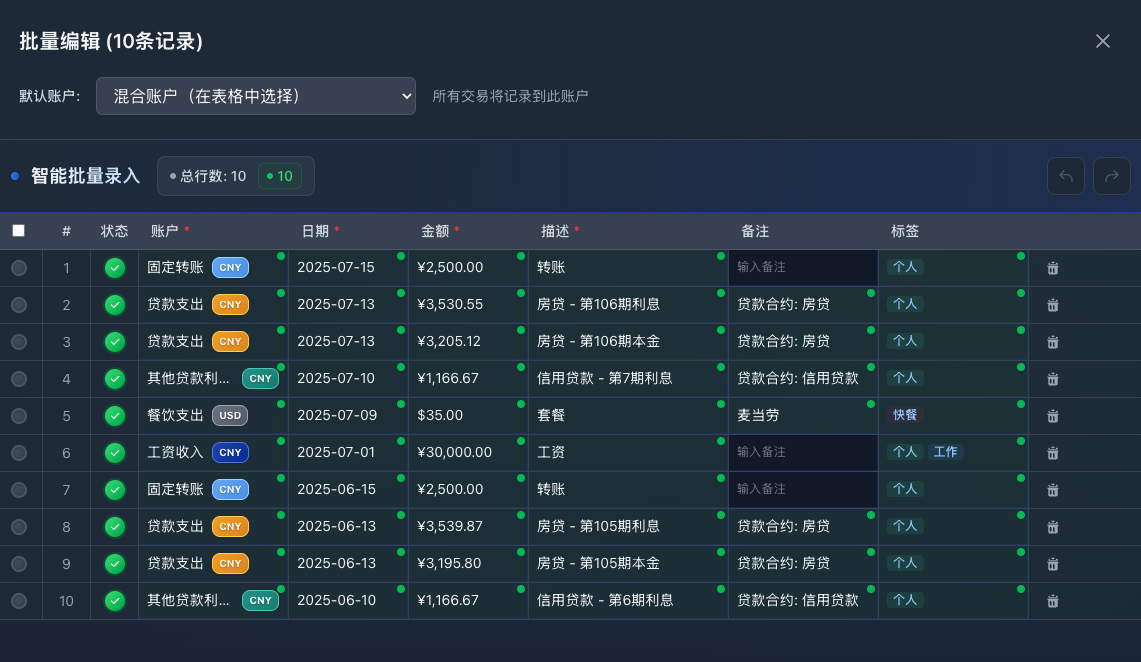 批量编辑 (10条记录)
默认账户: 混合账户（在表格中选择） 所有交易将记录到此账户
智能批量录入 总行数: 10 10
# 状态 账户 * 日期 * 金额 * 描述 * 备注 标签
1 固定转账 CNY 2025-07-15 ¥2,500.00 转账 输入备注 个人
2 贷款支出 CNY 2025-07-13 ¥3,530.55 房贷 - 第106期利息 贷款合约: 房贷 个人
3 贷款支出 CNY 2025-07-13 ¥3,205.12 房贷 - 第106期本金 贷款合约: 房贷 个人
4 其他贷款利... CNY 2025-07-10 ¥1,166.67 信用贷款 - 第7期利息 贷款合约: 信用贷款 个人
5 餐饮支出 USD 2025-07-09 $35.00 套餐 麦当劳 快餐
6 工资收入 CNY 2025-07-01 ¥30,000.00 工资 输入备注 个人 工作
7 固定转账 CNY 2025-06-15 ¥2,500.00 转账 输入备注 个人
8 贷款支出 CNY 2025-06-13 ¥3,539.87 房贷 - 第105期利息 贷款合约: 房贷 个人
9 贷款支出 CNY 2025-06-13 ¥3,195.80 房贷 - 第105期本金 贷款合约: 房贷 个人
10 其他贷款利... CNY 2025-06-10 ¥1,166.67 信用贷款 - 第6期利息 贷款合约: 信用贷款 个人